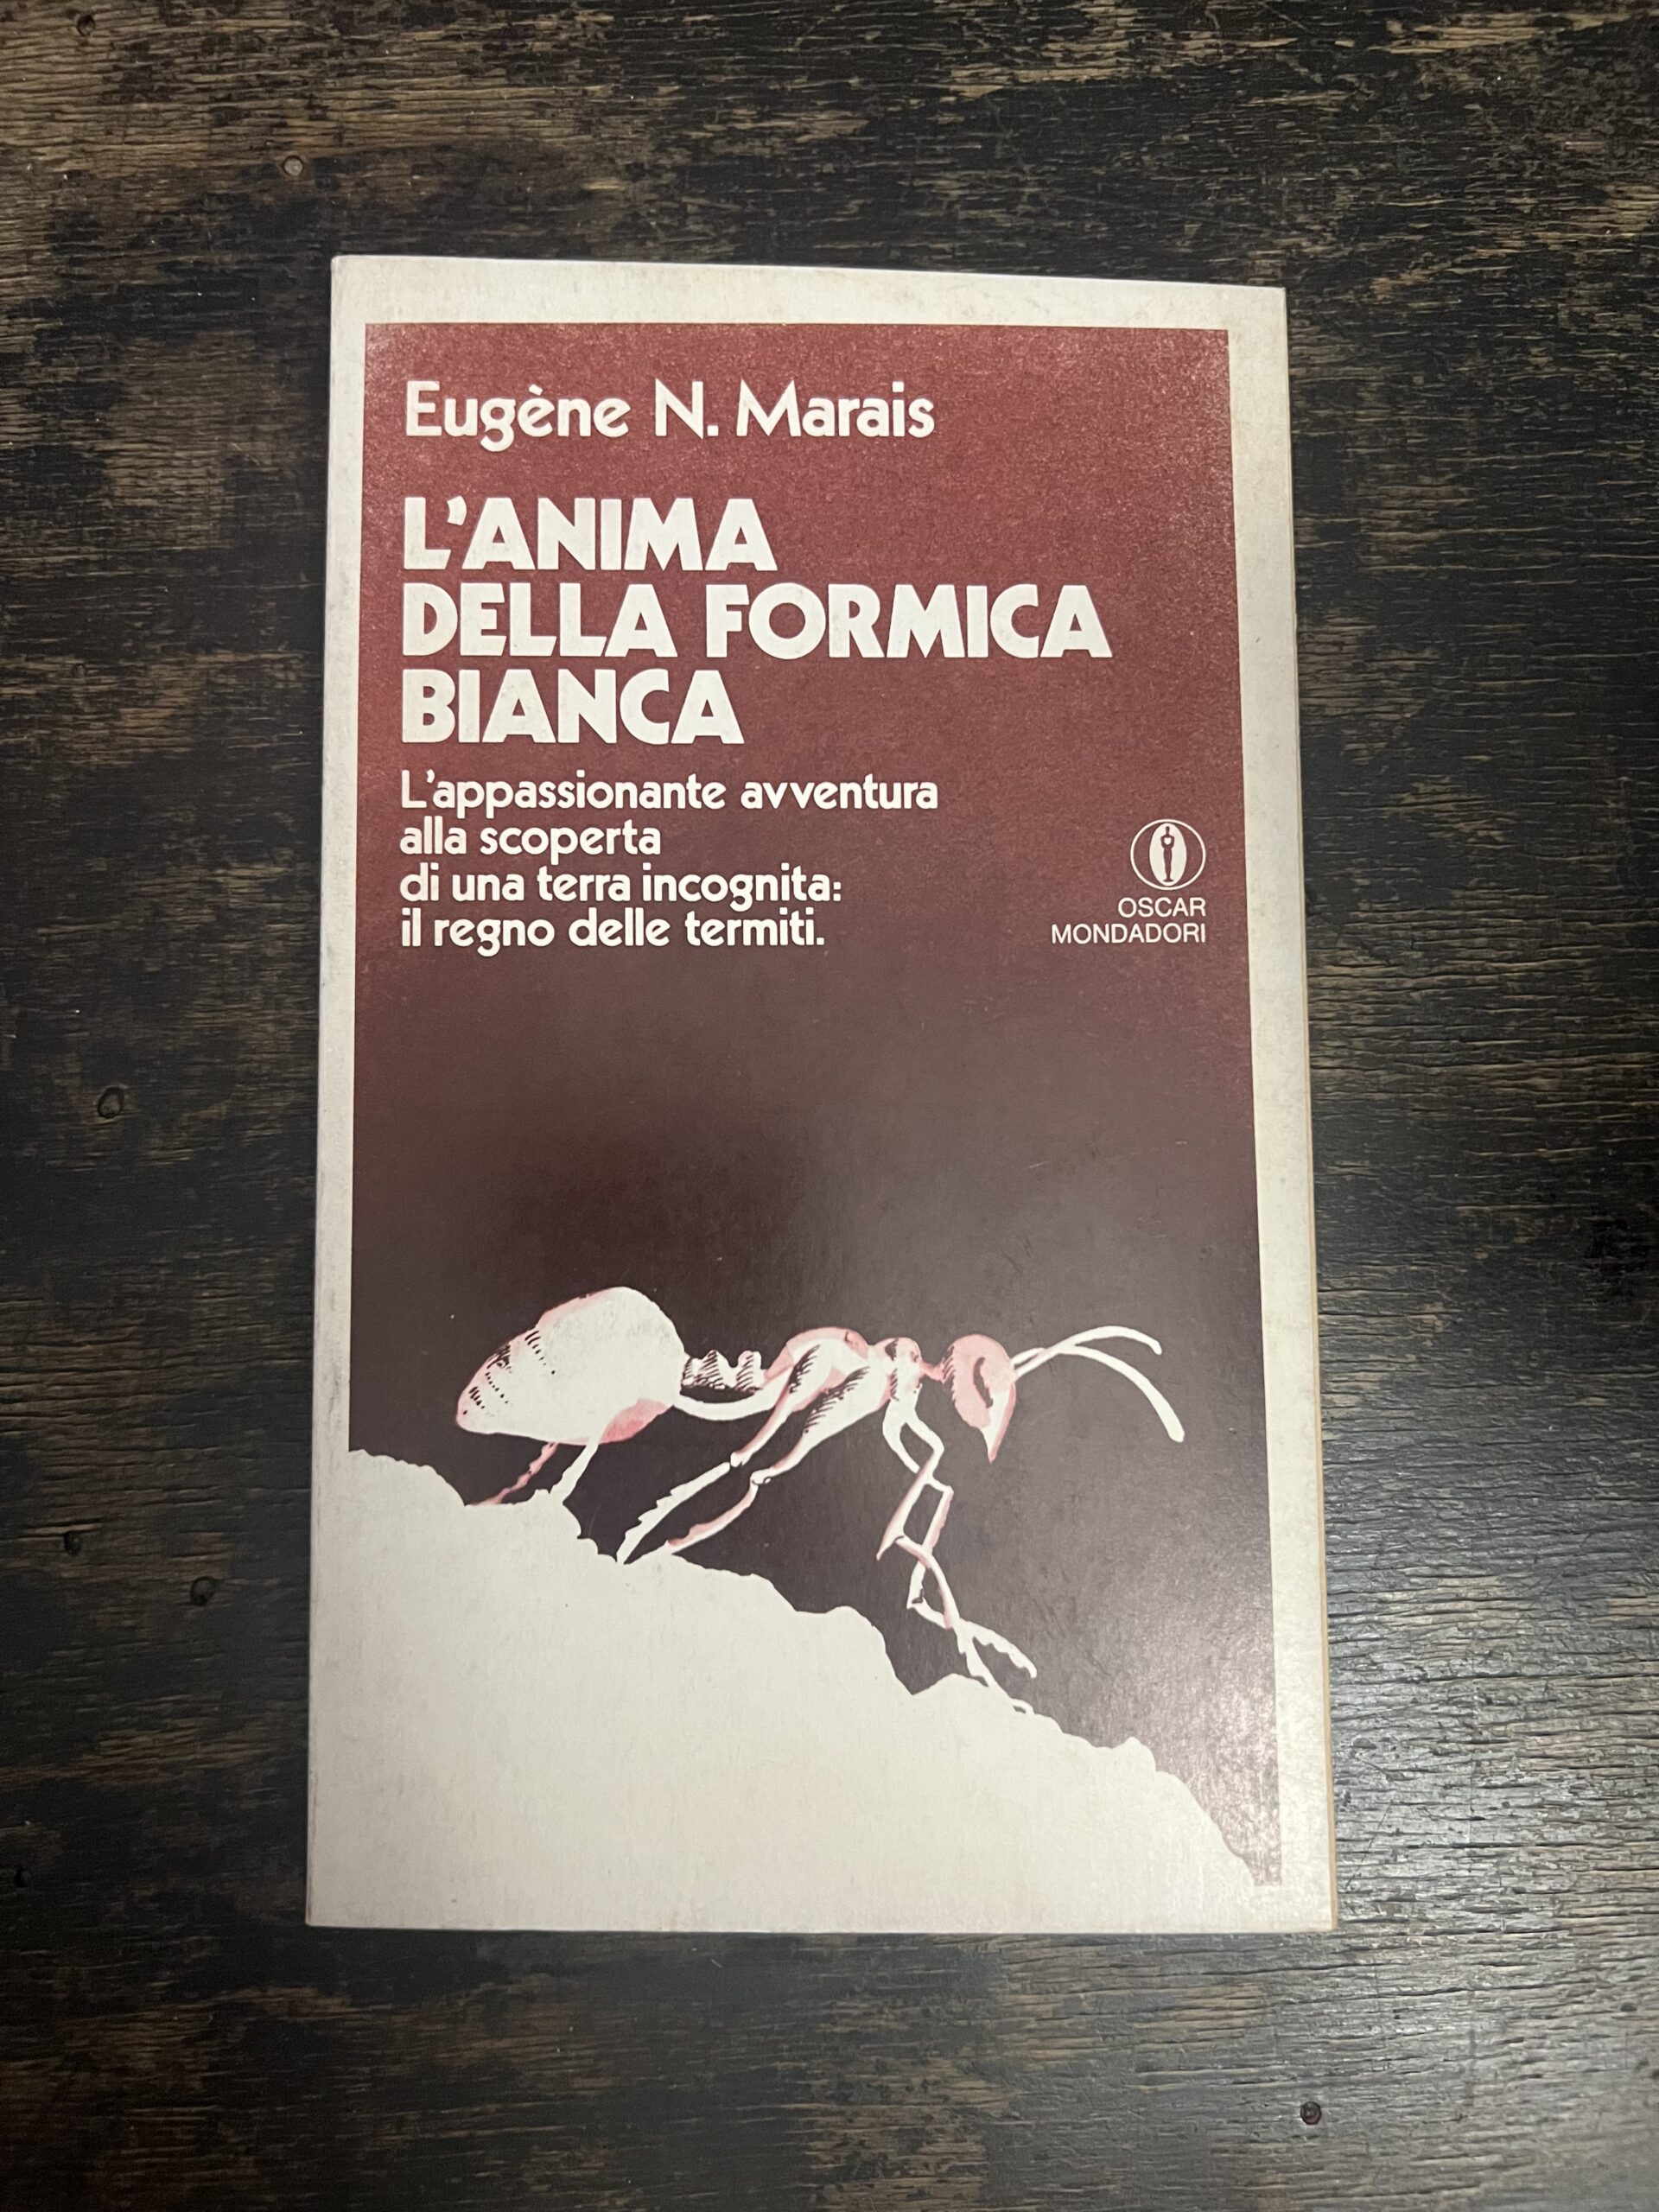 Eugène N. Marais
L'ANIMA
DELLA FORMICA
BIANCA
L'appassionante avventura
alla scoperta
di una terra incognita:
il regno delle termiti.
OSCAR
MONDADORI